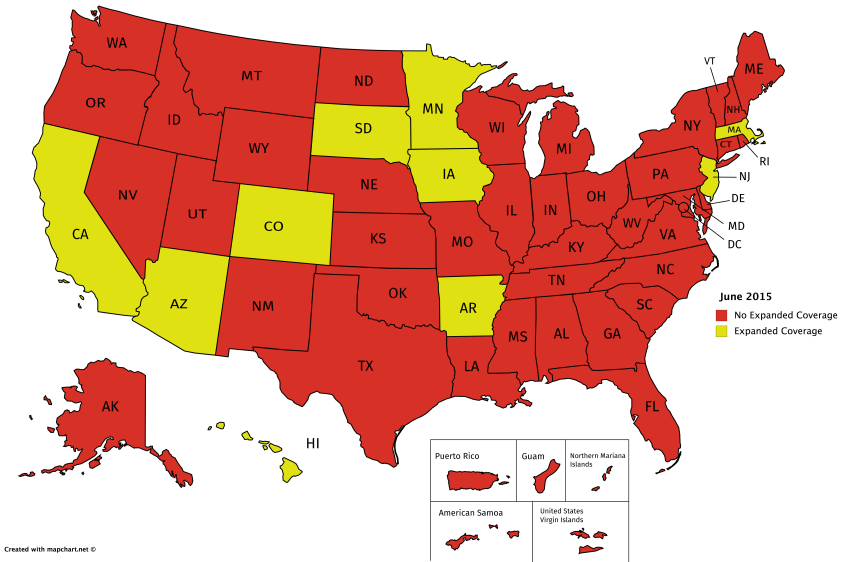 WA
MT
ND
MN
OR
ID
SD
WY
WI
MI
VT
ME
NH
NY
MA
CT
RI
NV
UT
CO
NE
IA
IL
IN
OH
PA
NJ
DE
MD
DC
CA
KS
MO
KY
WV
VA
AZ
NM
OK
AR
TN
NC
SC
TX
LA
MS
AL
GA
FL
AK
HI
June 2015
No Expanded Coverage
Expanded Coverage
Puerto Rico
Guam
Northern Mariana
Islands
American Samoa
United States
Virgin Islands
Created with mapchart.net ©